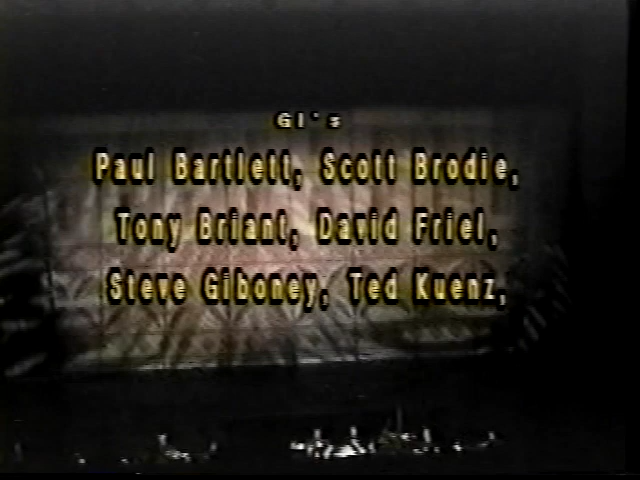 GI's
Paul Bartlett, Scott Brodie,
Tony Briant, David Friel,
Steve Giboney, Ted Kuenz,